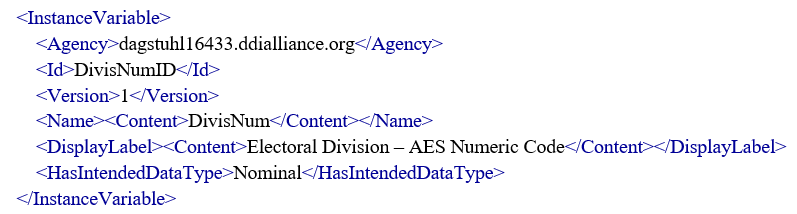 <InstanceVariable>
<Agency>dagstuhl16433.ddialliance.org</Agency>
<Id>DivisNumID</Id>
<Version>1</Version>
<Name><Content>DivisNum</Content></Name>
<DisplayLabel><Content>Electoral Division – AES Numeric Code</Content></DisplayLabel>
<HasIntendedDataType>Nominal</HasIntendedDataType>
</InstanceVariable>